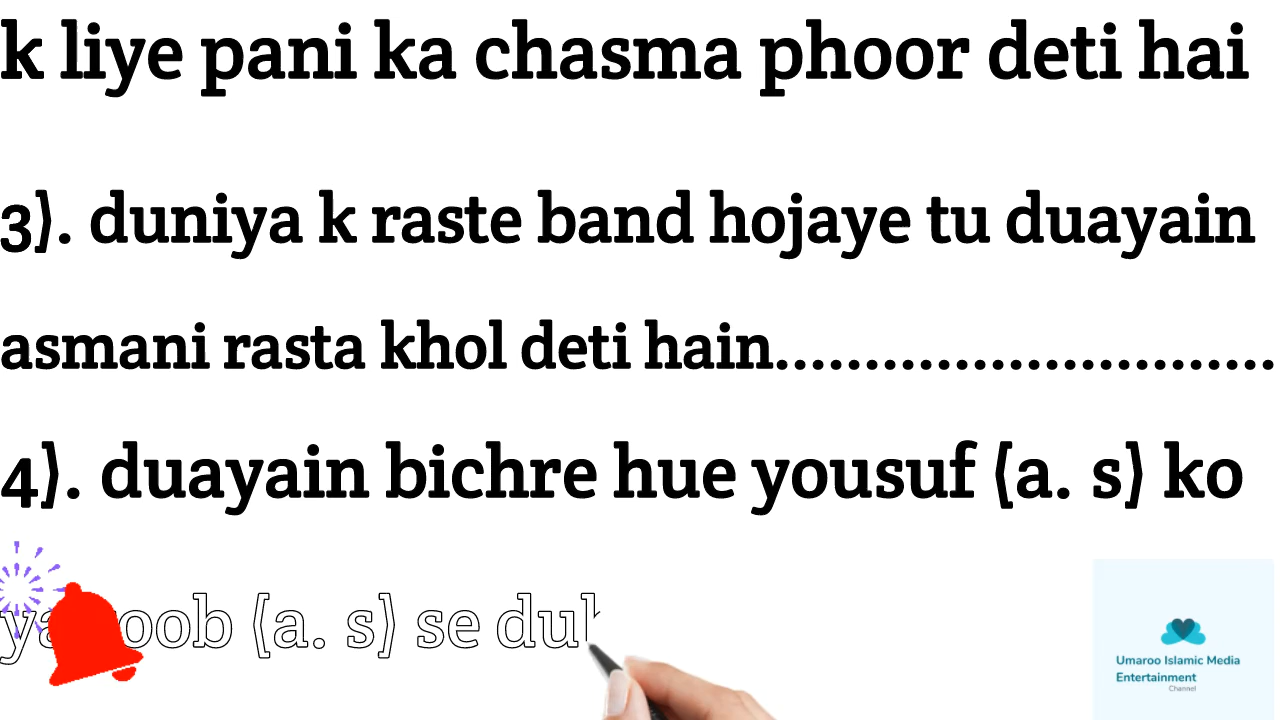 k liye pani ka chasma phoor deti hai
3). duniya k raste band hojaye tu duayain
asmani rasta khol deti hain............................
4). duayain bichre hue yousuf (a. s) ko
(a. s) se
Umaroo Islamic Media
Entertainment
Channel